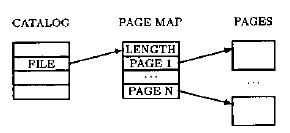 CATALOG PAGE MAP PAGES
LENGTH
FILE PAGE 1
... ...
PAGE N